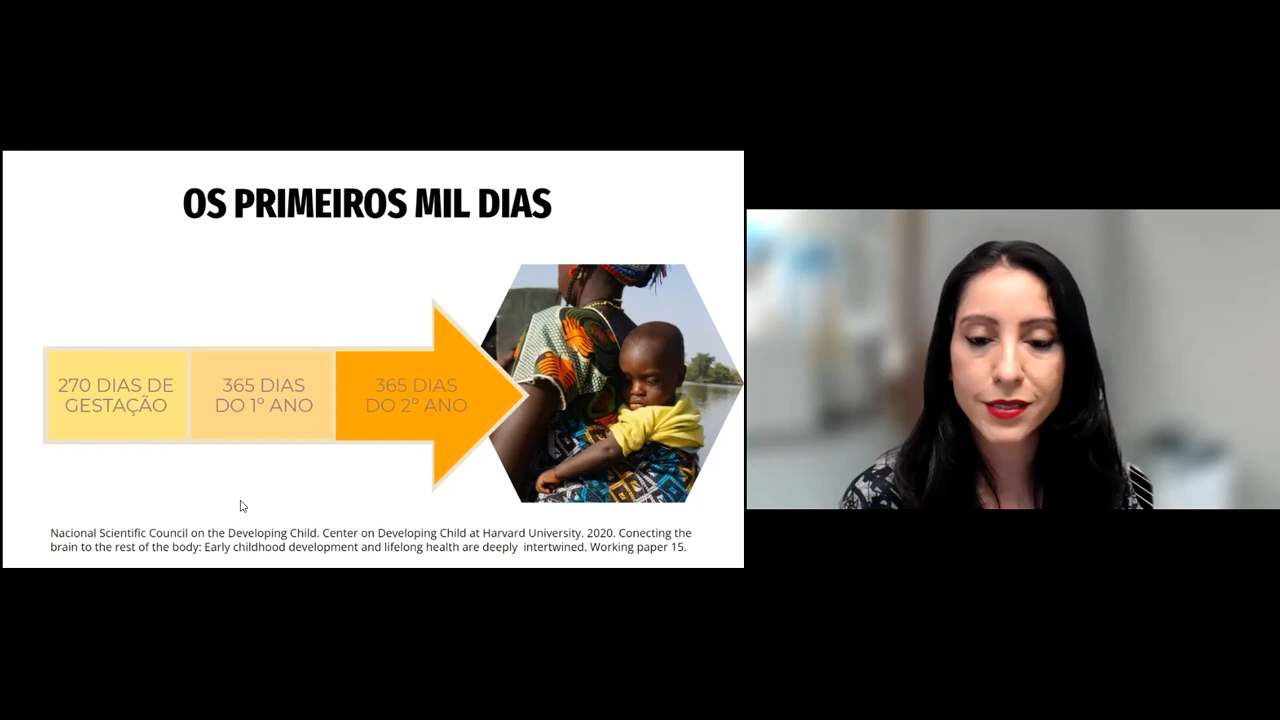 OS PRIMEIROS MIL DIAS
270 DIAS DE
GESTAÇÃO
365 DIAS
DO 1º ANO
365 DIAS
DO 2º ANO
Nacional Scientific Council on the Developing Child. Center on Developing Child at Harvard University. 2020. Conecting the
brain to the rest of the body: Early childhood development and lifelong health are deeply  intertwined. Working paper 15.